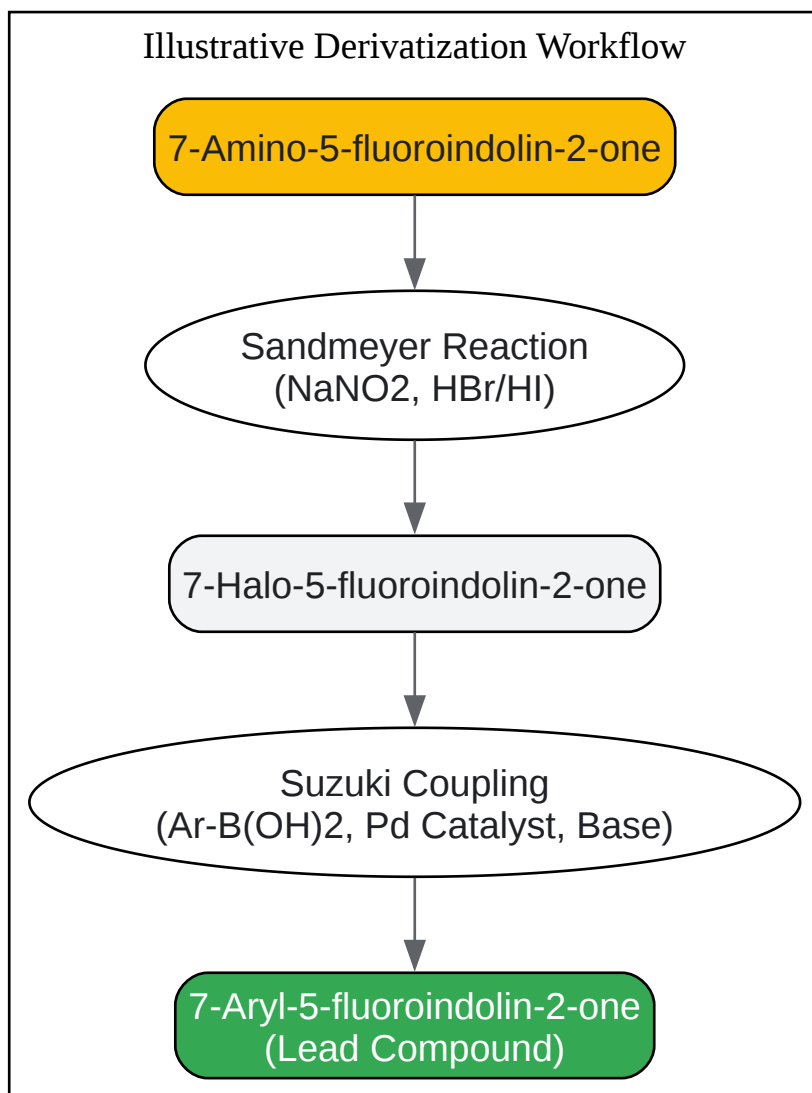 Illustrative Derivatization Workflow
7-Amino-5-fluoroindolin-2-one
Sandmeyer Reaction
(NaNO2, HBr/HI)
7-Halo-5-fluoroindolin-2-one
Suzuki Coupling
(Ar-B(OH)2, Pd Catalyst, Base)
7-Aryl-5-fluoroindolin-2-one
(Lead Compound)